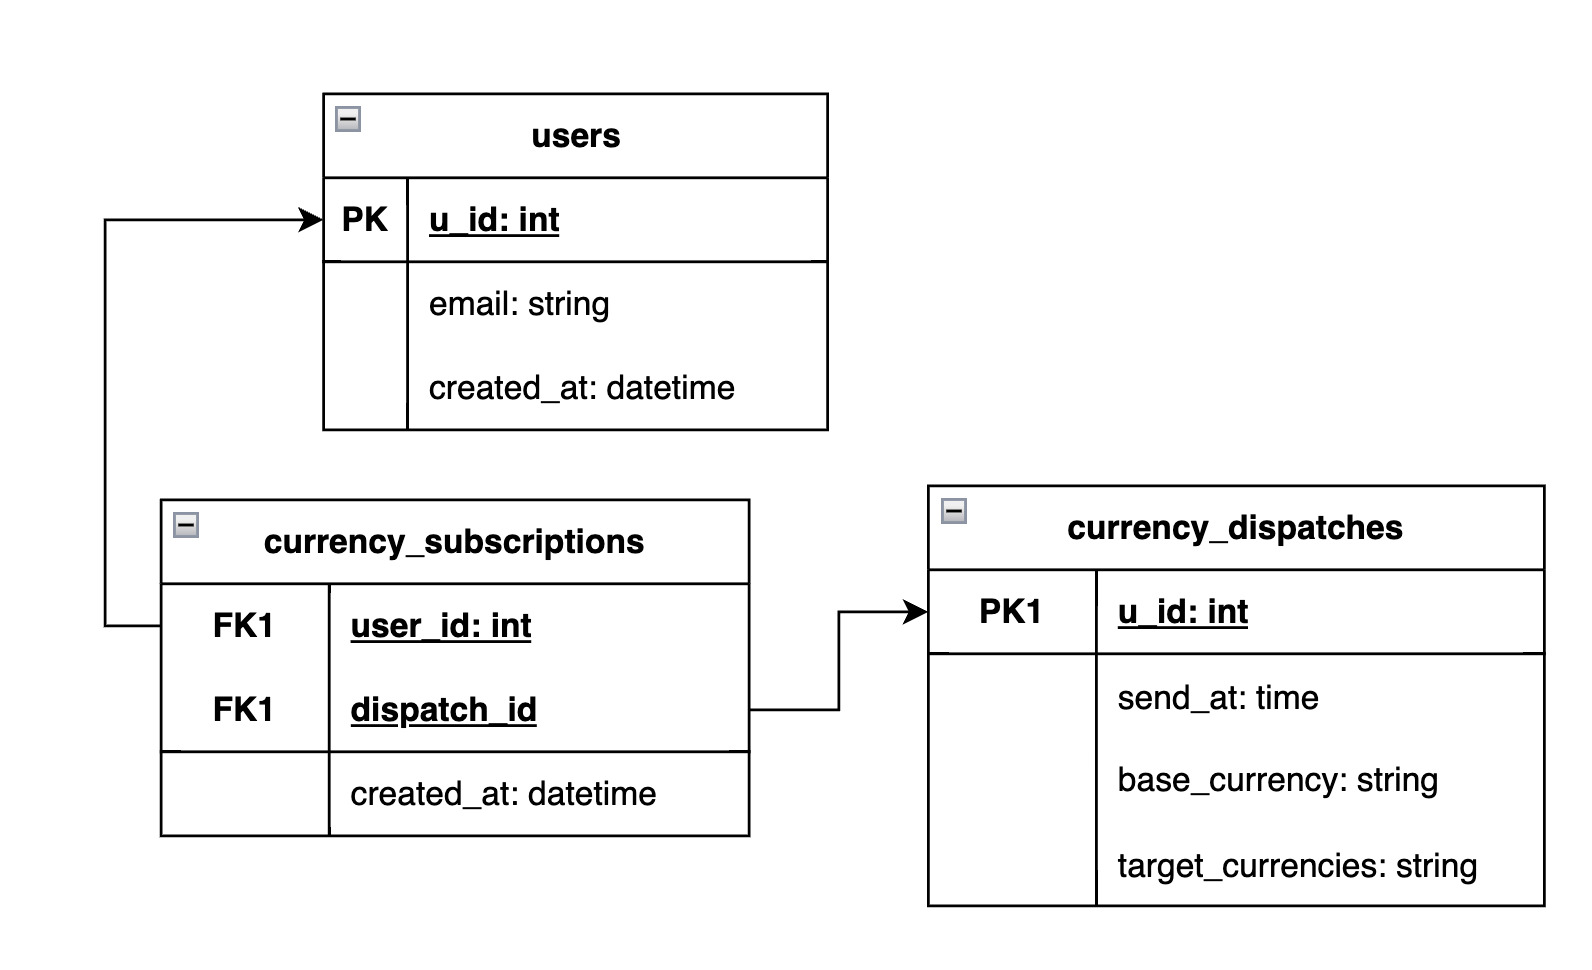 users
PK u_id: int
email: string
created_at: datetime
currency_subscriptions
FK1 user_id: int
FK1 dispatch_id
created_at: datetime
currency_dispatches
PK1 u_id: int
send_at: time
base_currency: string
target_currencies: string